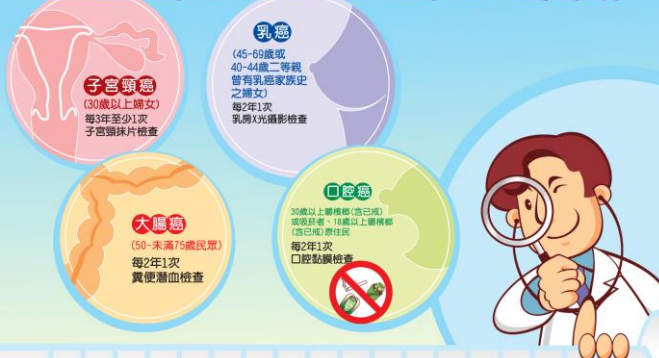 子宮頸癌
(30歲以上婦女)
每3年至少1次
子宮頸抹片檢查
乳癌
(45-69歲或
40-44歲二等親
曾有乳癌家族史
之婦女)
每2年1次
乳房X光攝影檢查
大腸癌
(50-未滿75歲民眾)
每2年1次
糞便潛血檢查
口腔癌
30歲以上嚼檳榔(含已戒)
或吸菸者、18歲以上嚼檳榔
(含已戒)原住民
每2年1次
口腔黏膜檢查